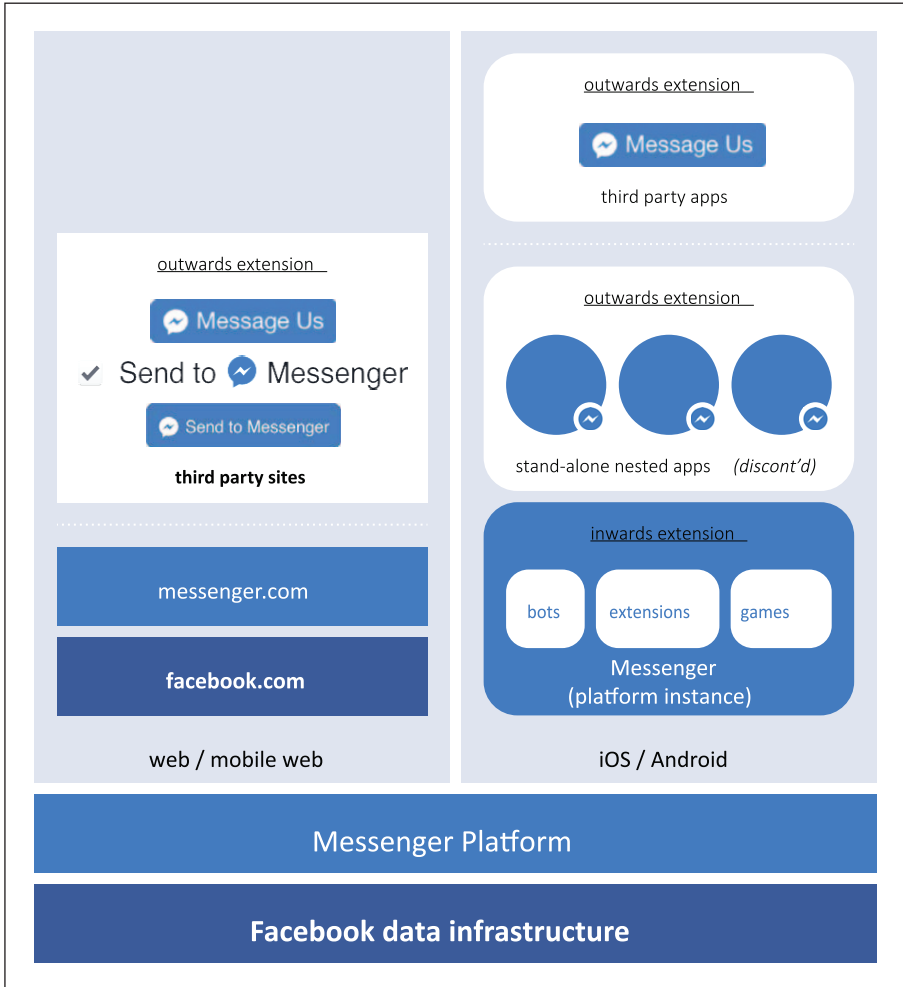 outwards extension
Message Us
Send to Messenger
Send to Messenger
third party sites
messenger.com
facebook.com
web / mobile web
outwards extension
Message Us
third party apps
outwards extension
stand-alone nested apps (discont'd)
inwards extension
bots extensions games
Messenger
(platform instance)
iOS / Android
Messenger Platform
Facebook data infrastructure